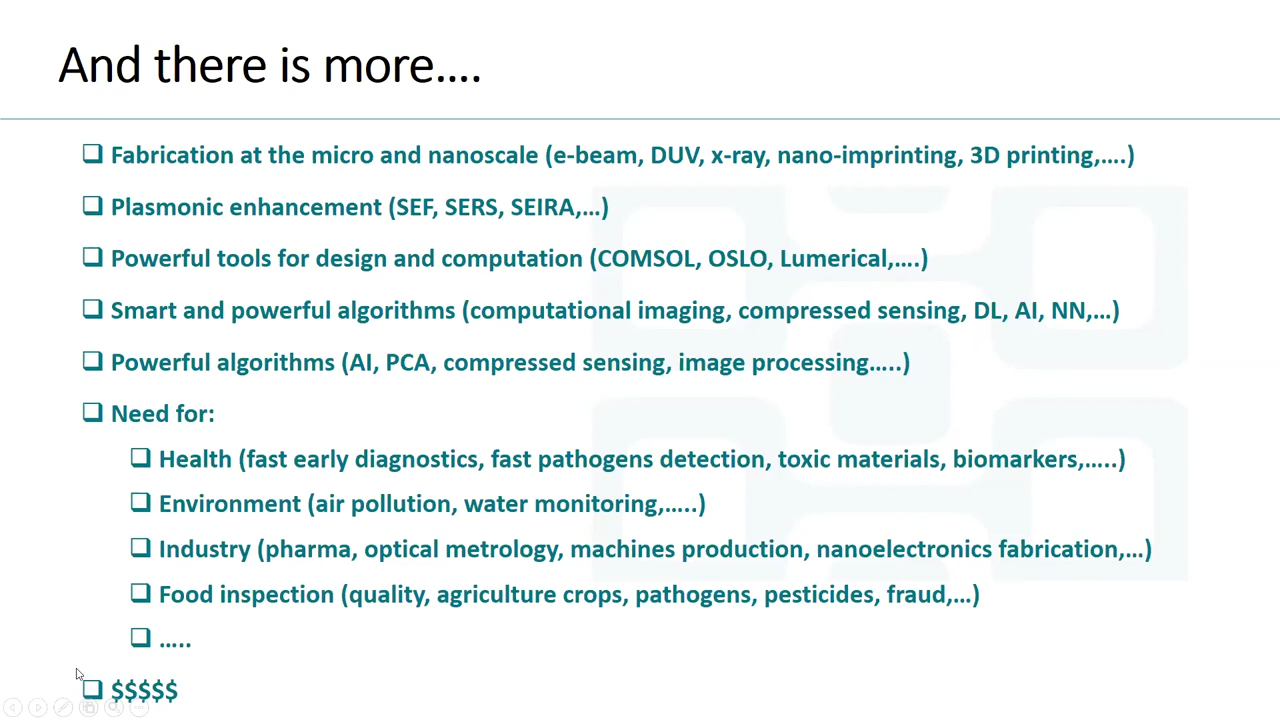 And there is more....
Fabrication at the micro and nanoscale (e-beam, DUV, x-ray, nano-imprinting, 3D printing,....)
Plasmonic enhancement (SEF, SERS, SEIRA,...)
Powerful tools for design and computation (COMSOL, OSLO, Lumerical,....)
Smart and powerful algorithms (computational imaging, compressed sensing, DL, AI, NN,...)
Powerful algorithms (AI, PCA, compressed sensing, image processing.....)
Need for:
Health (fast early diagnostics, fast pathogens detection, toxic materials, biomarkers,.....)
Environment (air pollution, water monitoring,.....)
Industry (pharma, optical metrology, machines production, nanoelectronics fabrication,...)
Food inspection (quality, agriculture crops, pathogens, pesticides, fraud,...)
.....
$$$$$